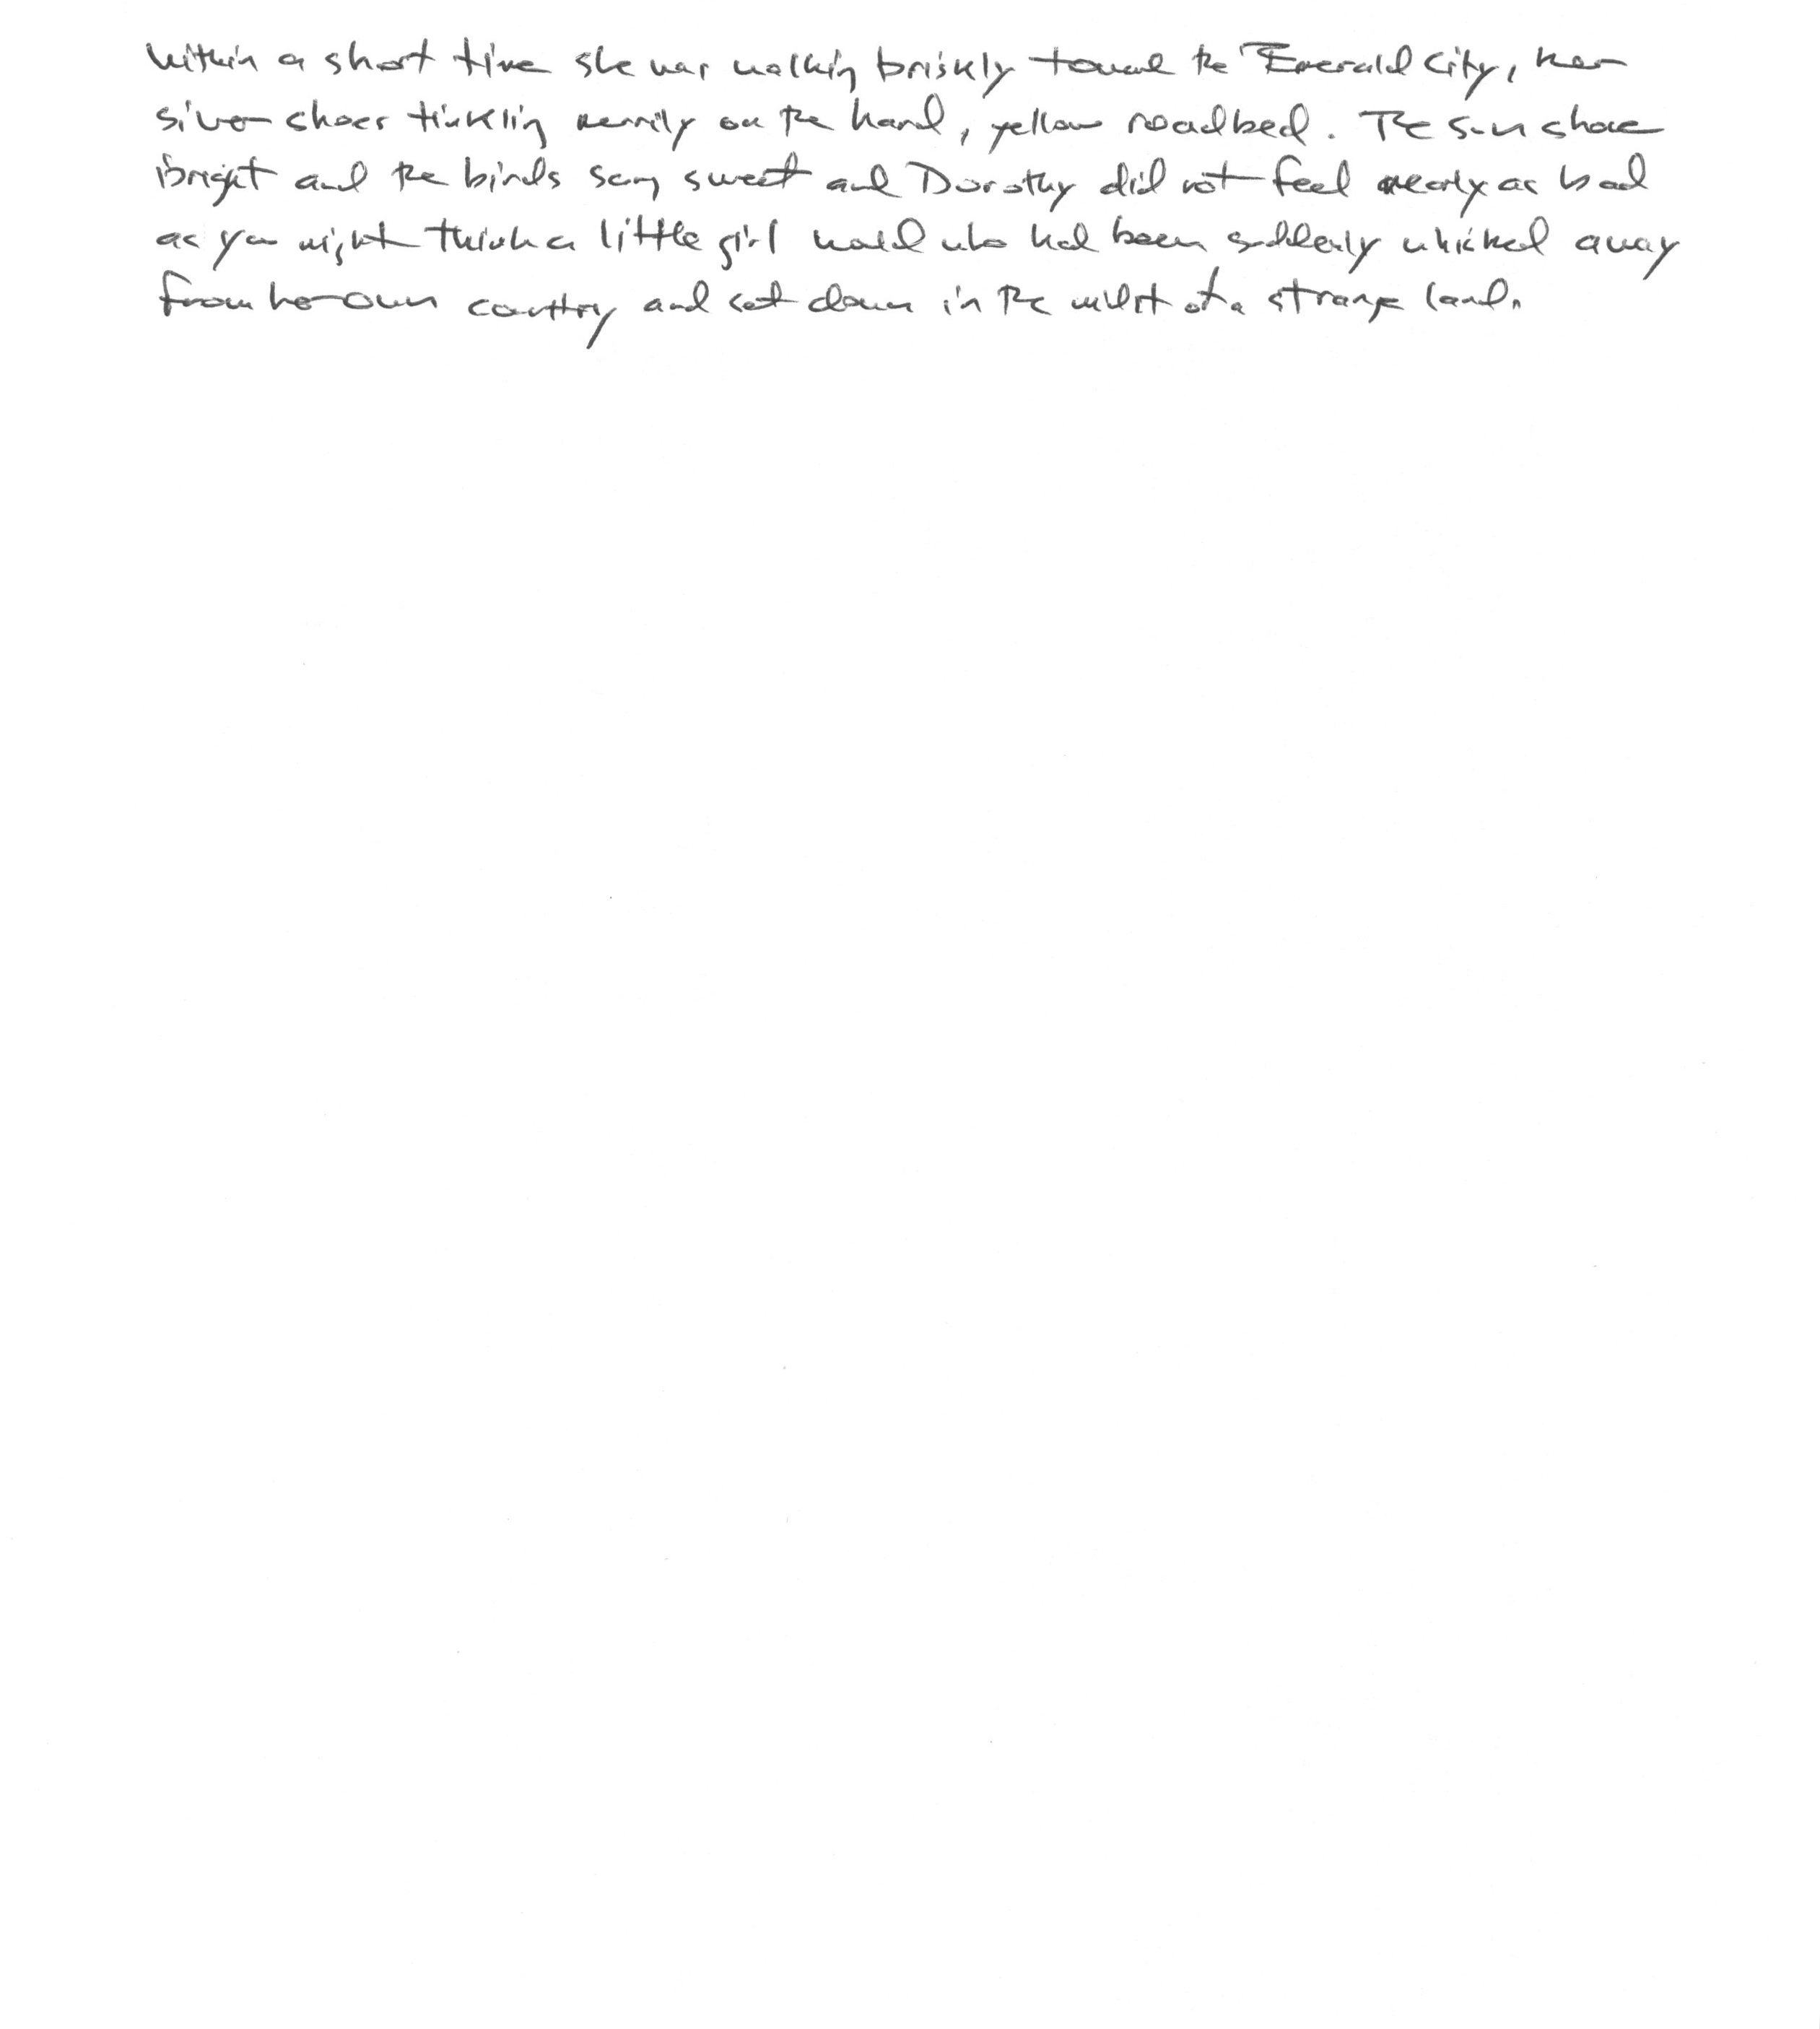 Within a short time she was walking briskly toward the Emerald City, her
silver shoes tinkling merrily on the hard, yellow roadbed. The sun shone
bright and the birds sang sweet and Dorothy did not feel nearly as bad
as you might think a little girl would who had been suddenly whisked away
from her own country and set down in the midst of a strange land.